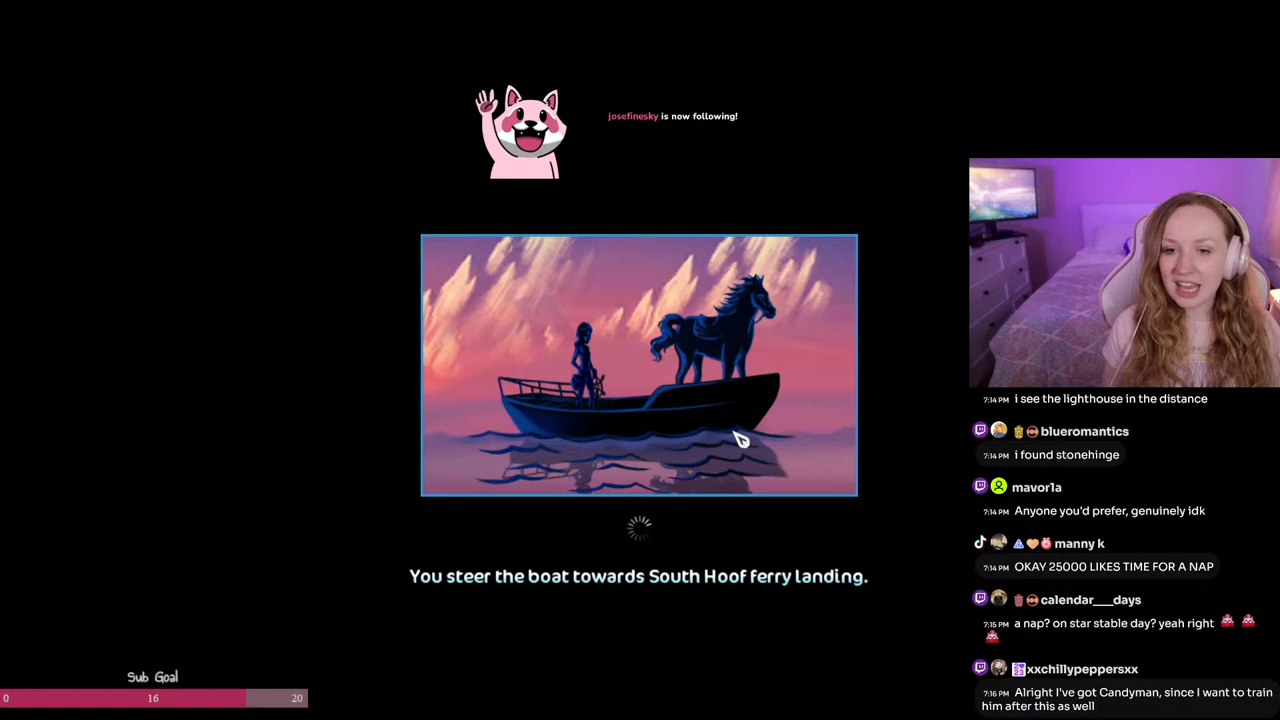 josefinesky is now following!
7:14 PM i see the lighthouse in the distance
blueromantics
7:14 PM i found stonehinge
mavor1a
7:14 PM Anyone you'd prefer, genuinely idk
manny k
7:14 PM OKAY 25000 LIKES TIME FOR A NAP
calendar___days
7:15 PM a nap? on star stable day? yeah right
xxchillypeppersxx
7:16 PM Alright I've got Candyman, since I want to train
him after this as well
You steer the boat towards South Hoof ferry landing.
Sub Goal
0 16 20